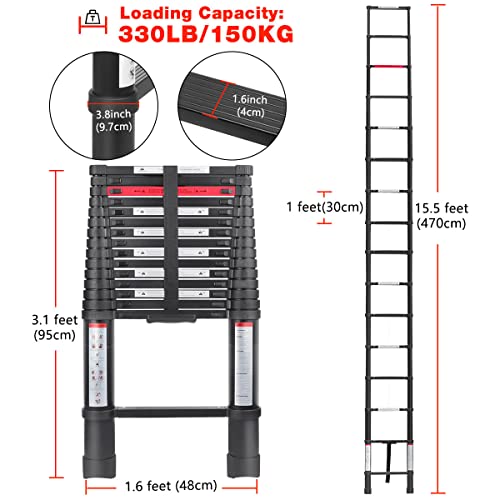 Loading Capacity:
330LB/150KG
3.8inch
(9.7cm)
1.6inch
(4cm)
1 feet(30cm)
15.5 feet
(470cm)
3.1 feet
(95cm)
1.6 feet (48cm)